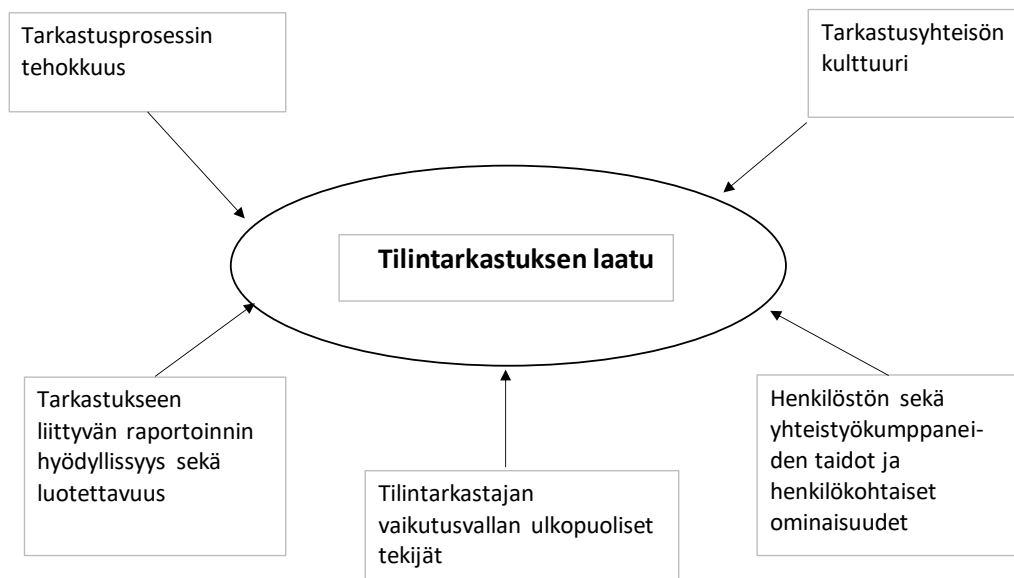 Tarkastusprosessin
tehokkuus
Tarkastusyhteisön
kulttuuri
Tilintarkastuksen laatu
Tarkastukseen
liittyvän raportoinnin
hyödyllissyys sekä
luotettavuus
Tilintarkastajan
vaikutusvallan ulkopuoliset
tekijät
Henkilöstön sekä
yhteistyökumppanei-
den taidot ja
henkilökohtaiset
ominaisuudet